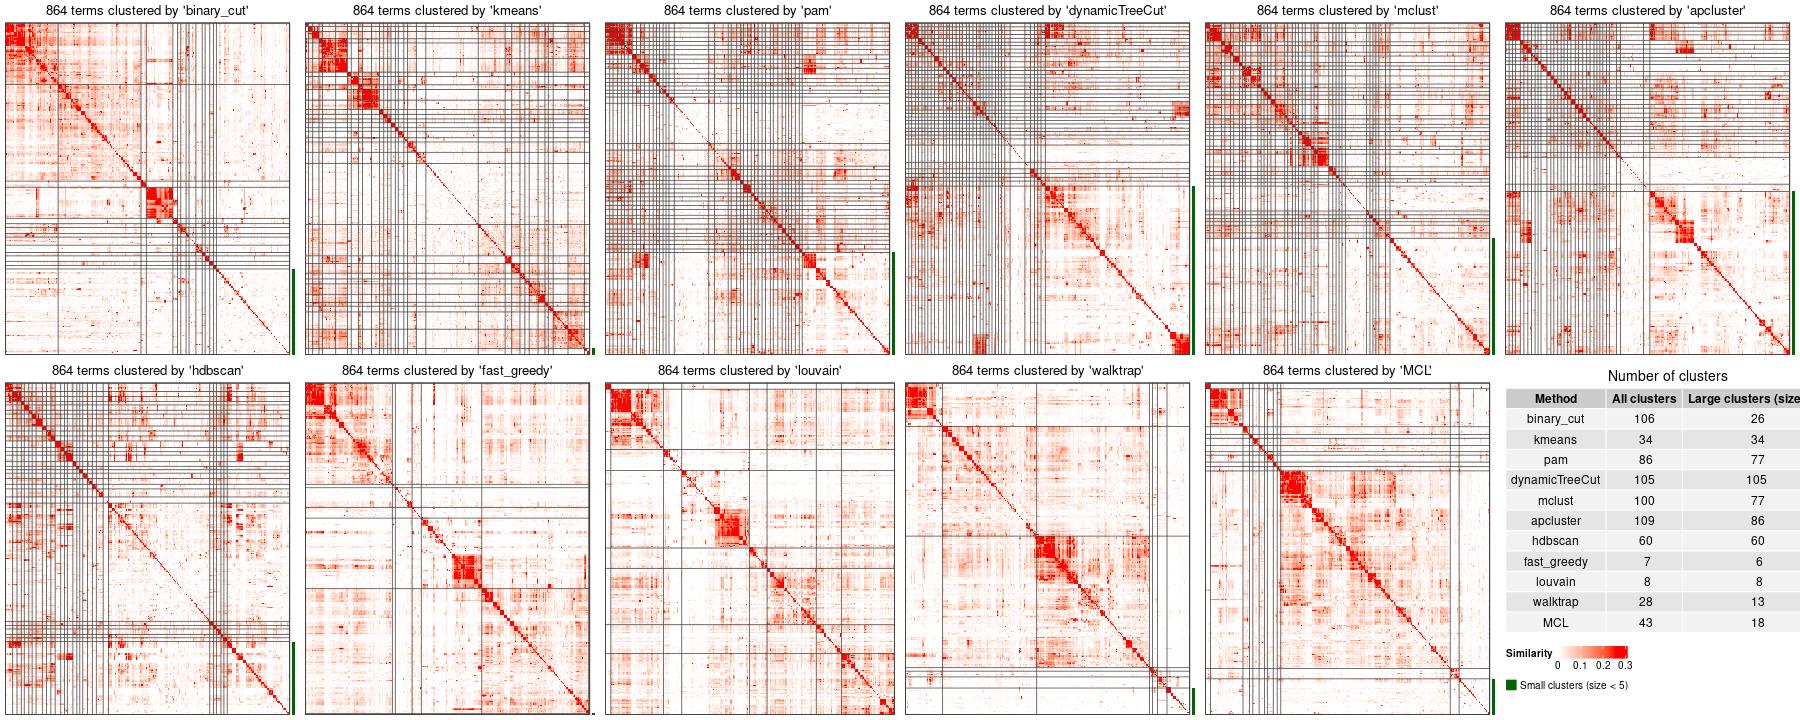 864 terms clustered by 'binary_cut'
864 terms clustered by 'kmeans'
864 terms clustered by 'pam'
864 terms clustered by 'dynamicTreeCut'
864 terms clustered by 'mclust'
864 terms clustered by 'apcluster'
864 terms clustered by 'hdbscan'
864 terms clustered by 'fast_greedy'
864 terms clustered by 'louvain'
864 terms clustered by 'walktrap'
864 terms clustered by 'MCL'
Number of clusters
Method All clusters Large clusters (size
binary_cut 106 26
kmeans 34 34
pam 86 77
dynamicTreeCut 105 105
mclust 100 77
apcluster 109 86
hdbscan 60 60
fast_greedy 7 6
louvain 8 8
walktrap 28 13
MCL 43 18
Similarity
0 0.1 0.2 0.3
Small clusters (size < 5)